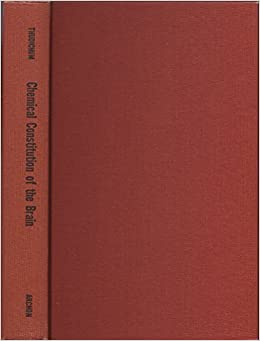 THUDICHUM
Chemical Constitution of the Brain
ARCHON